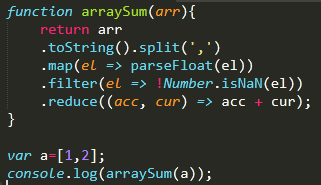 function arraySum(arr){
    return arr
    .toString().split(',')
    .map(el => parseFloat(el))
    .filter(el => !Number.isNaN(el))
    .reduce((acc, cur) => acc + cur);
}

var a=[1,2];
console.log(arraySum(a));